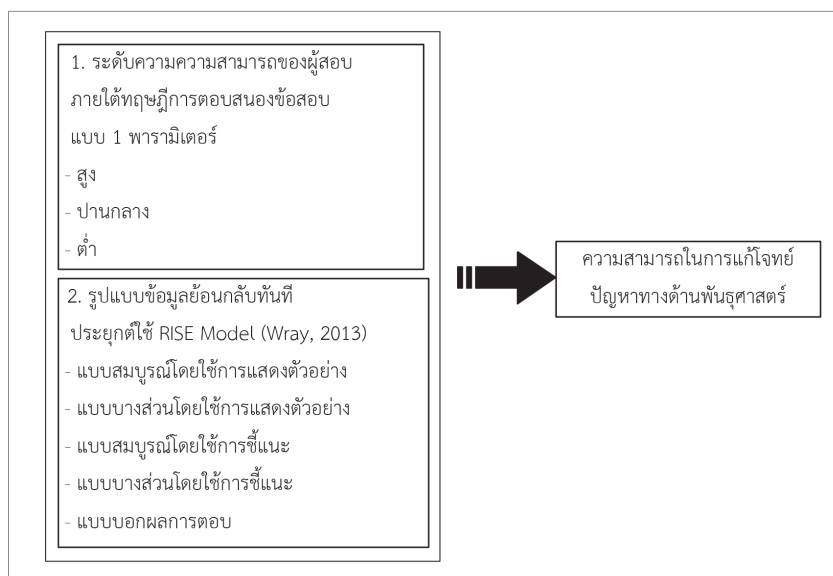 1. ระดับความความสามารถของผู้สอบ
ภายใต้ทฤษฎีการตอบสนองข้อสอบ
แบบ 1 พารามิเตอร์
- สูง
- ปานกลาง
- ต่ำ
2. รูปแบบข้อมูลย้อนกลับทันที
ประยุกต์ใช้ RISE Model (Wray, 2013)
- แบบสมบูรณ์โดยใช้การแสดงตัวอย่าง
- แบบบางส่วนโดยใช้การแสดงตัวอย่าง
- แบบสมบูรณ์โดยใช้การชี้แนะ
- แบบบางส่วนโดยใช้การชี้แนะ
- แบบบอกผลการตอบ
ความสามารถในการแก้โจทย์
ปัญหาทางด้านพันธุศาสตร์